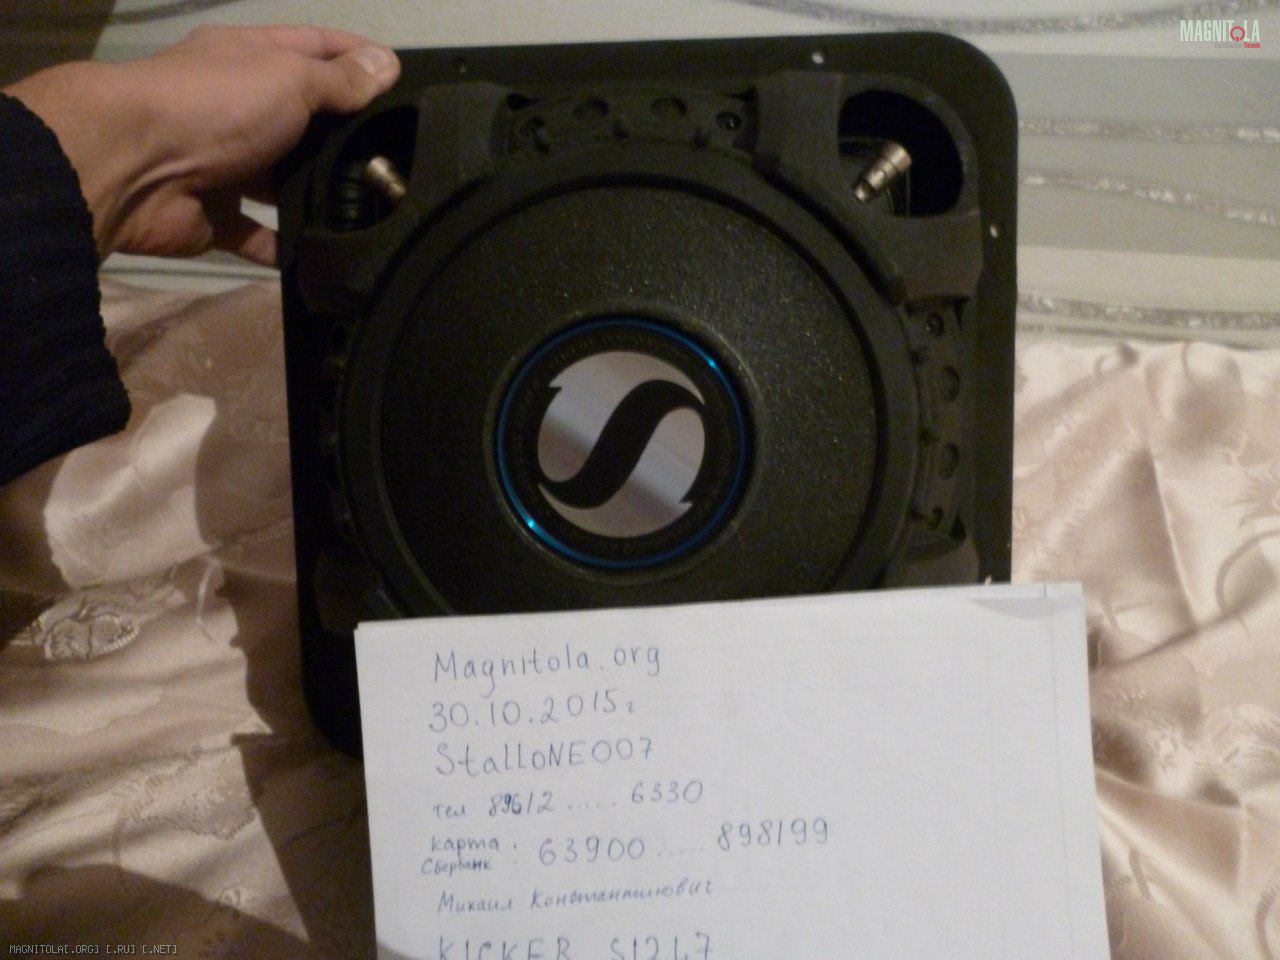 MAGNITOLA
Team
Magnitola.org
30.10.2015г
StalloNE007
тел 89612 ..... 6330
карта : 63900 ..... 898199
Сбербанк
Михаил Константинович
KICKER S12L7
MAGNITOLA[.ORG] [.RU] [.NET]